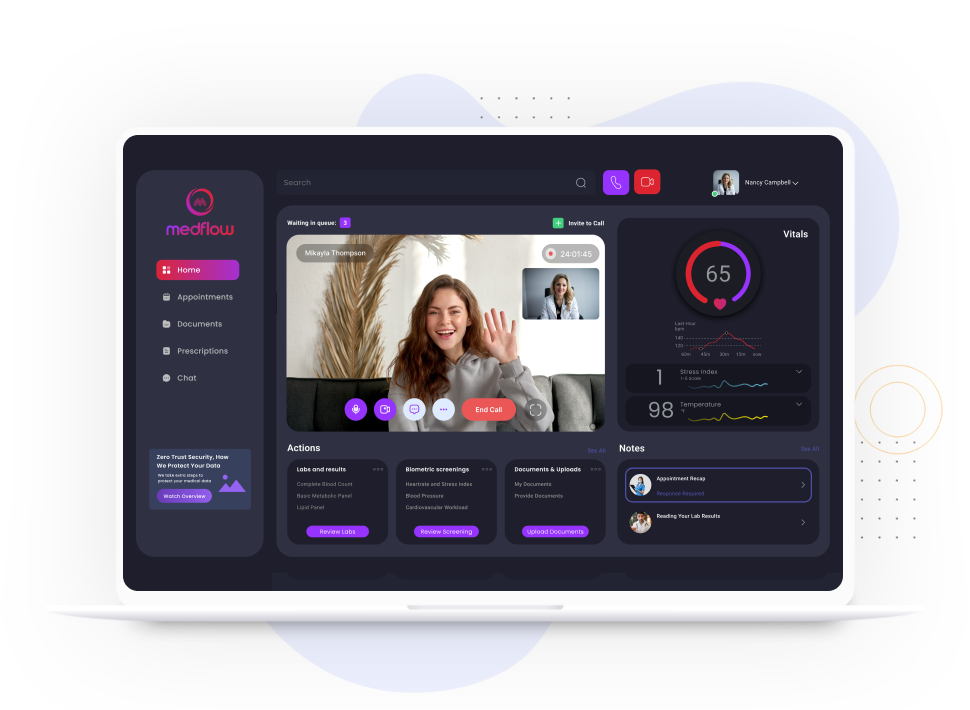 medflow
Home
Appointments
Documents
Prescriptions
Chat
Zero Trust Security, How
We Protect Your Data
We take extra steps to
protect your medical data
Watch Overview
Search
Nancy Campbell
Waiting in queue: 3
Invite to Call
Mikayla Thompson
24:01:45
End Call
Vitals
65
Last Hour
bpm
140
120
60m 45m 30m 15m now
1
Stress Index
1-5 Score
98
Temperature
°F
Actions
See All
Labs and results
Complete Blood Count
Basic Metabolic Panel
Lipid Panel
Review Labs
Biometric screenings
Heartrate and Stress Index
Blood Pressure
Cardiovascular Workload
Review Screening
Documents & Uploads
My Documents
Provide Documents
Upload Documents
Notes
See All
Appointment Recap
Response Required
Reading Your Lab Results